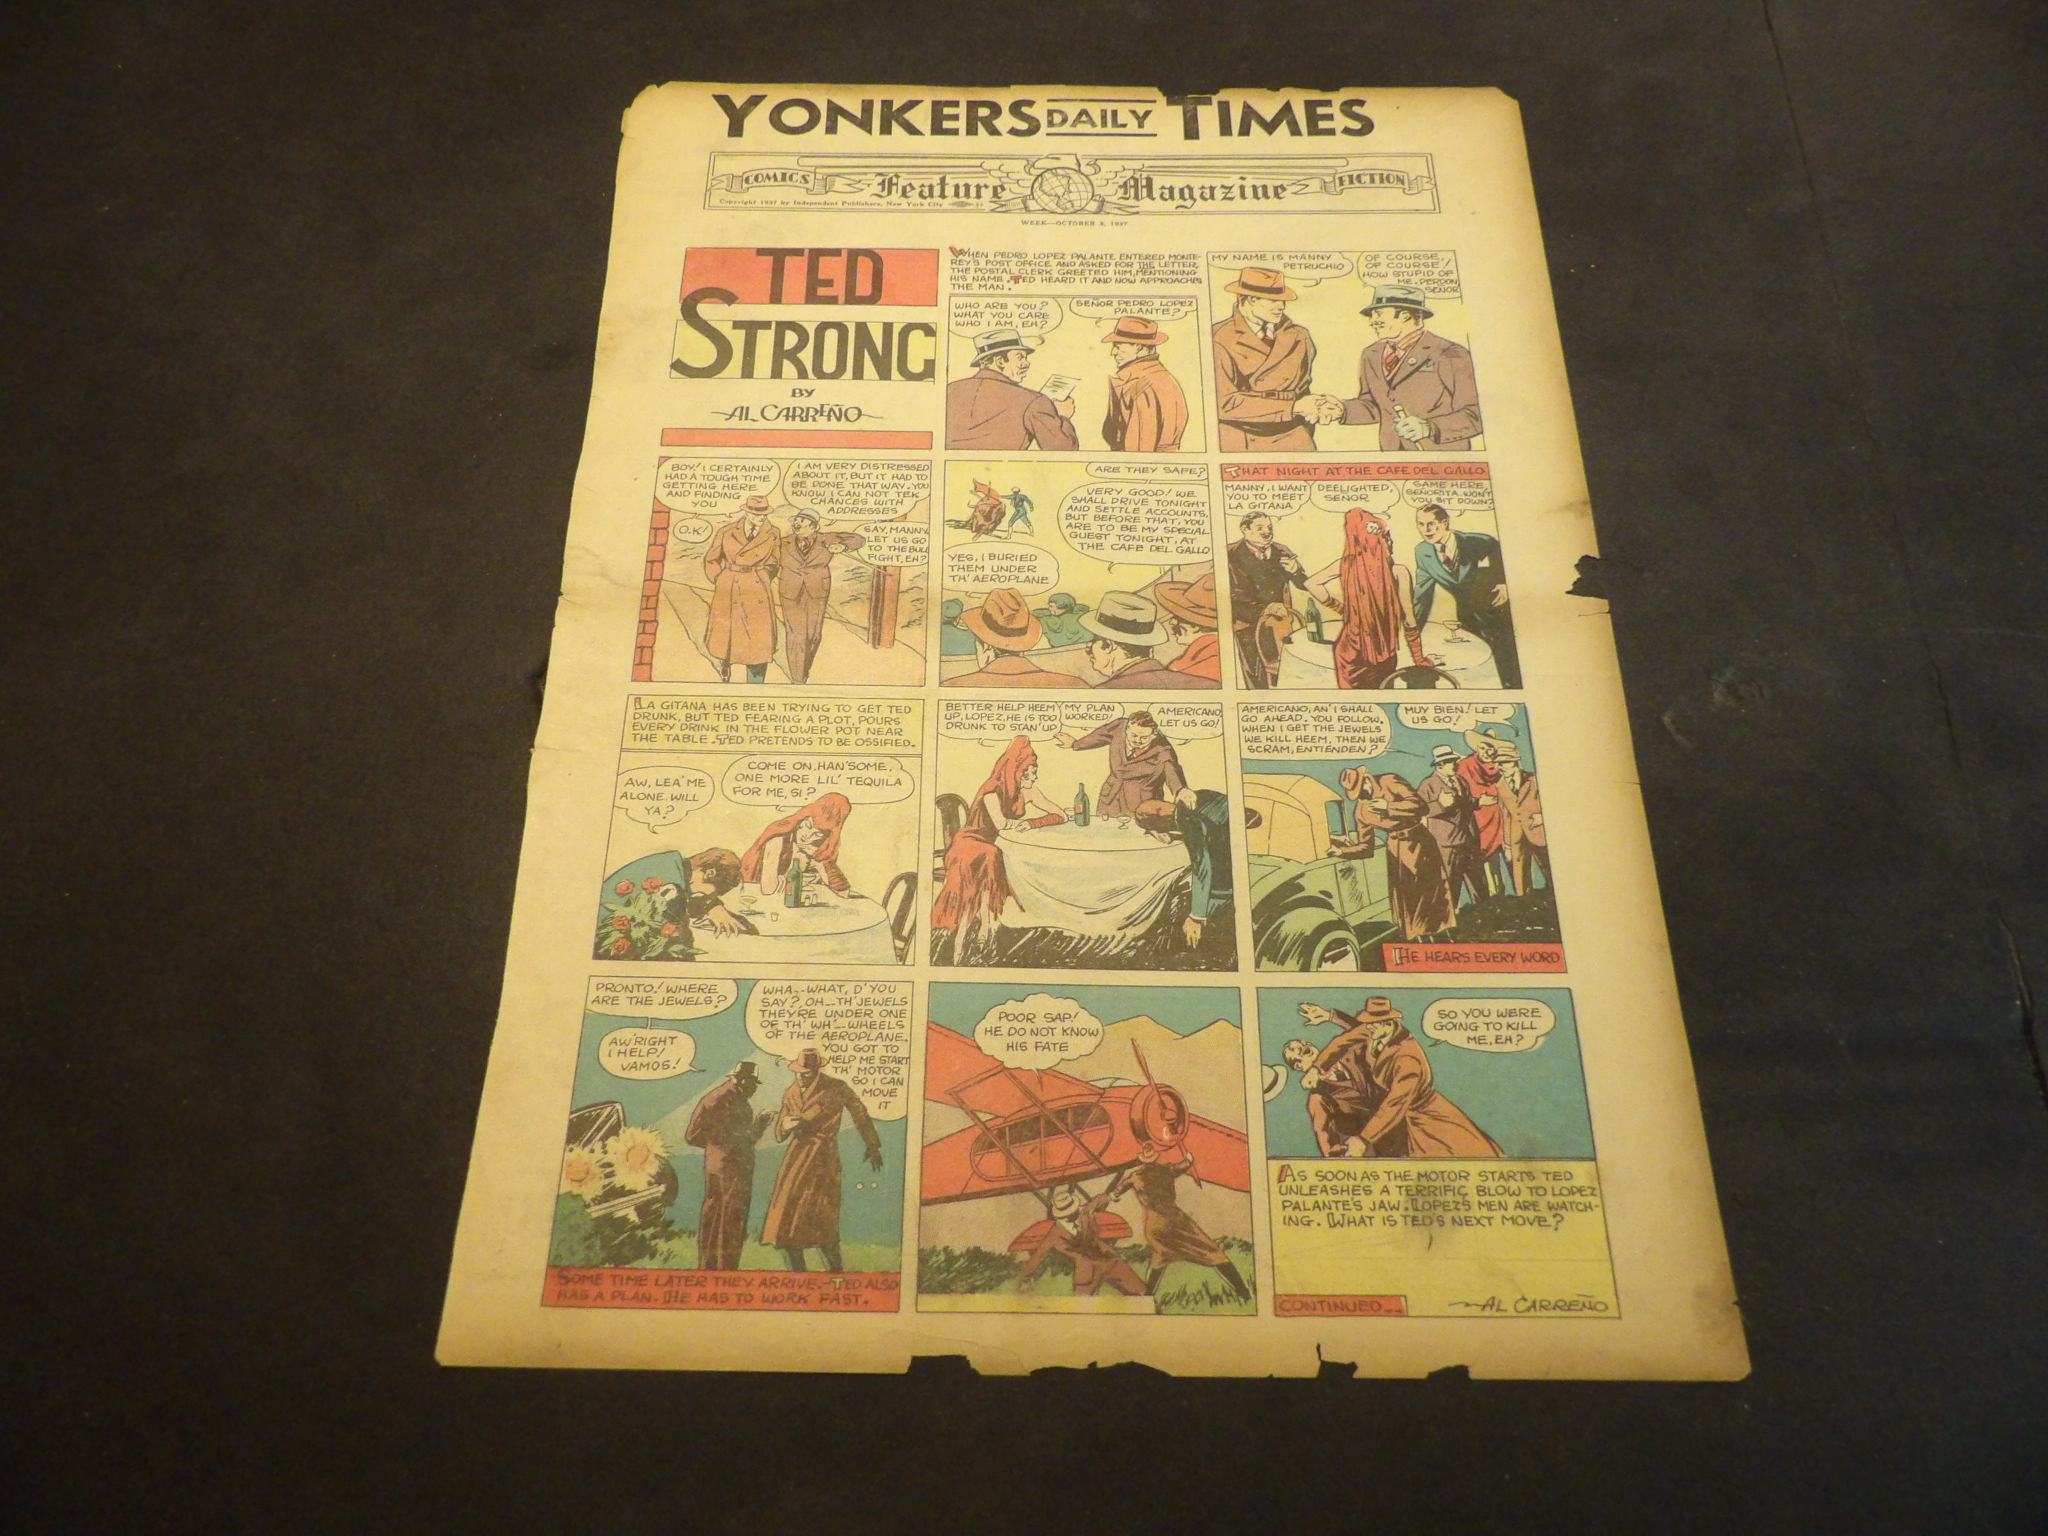 YONKERS DAILY TIMES
COMICS
Feature Magazine
FICTION
Copyright 1937 by Independent Publishers, New York City
WEEK—OCTOBER 2, 1937
TED
STRONG
BY
AL CARREÑO
WHEN PEDRO LOPEZ PALANTE ENTERED MONTE-
REY'S POST OFFICE AND ASKED FOR THE LETTER,
THE POSTAL CLERK GREETED HIM, MENTIONING
HIS NAME. TED HEARD IT AND NOW APPROACHES
THE MAN.
WHO ARE YOU?
WHAT YOU CARE
WHO I AM, EH?
SEÑOR PEDRO LOPEZ
PALANTE?
MY NAME IS MANNY
PETRUCHIO
OF COURSE,
OF COURSE!
HOW STUPID OF
ME. PERDON
SEÑOR
BOY! I CERTAINLY
HAD A TOUGH TIME
GETTING HERE
AND FINDING
YOU
I AM VERY DISTRESSED
ABOUT IT, BUT IT HAD TO
BE DONE THAT WAY. YOU
KNOW I CAN NOT TEK
CHANCES WITH
ADDRESSES
O.K!
SAY, MANNY,
LET US GO
TO THE BULL
FIGHT, EH?
ARE THEY SAFE?
VERY GOOD! WE
SHALL DRIVE TONIGHT
AND SETTLE ACCOUNTS,
BUT BEFORE THAT, YOU
ARE TO BE MY SPECIAL
GUEST TONIGHT, AT
THE CAFE DEL GALLO
YES, I BURIED
THEM UNDER
TH' AEROPLANE
THAT NIGHT AT THE CAFE DEL GALLO
MANNY, I WANT
YOU TO MEET
LA GITANA
DEELIGHTED,
SENOR
SAME HERE,
SEÑORITA. WON'T
YOU SIT DOWN?
LA GITANA HAS BEEN TRYING TO GET TED
DRUNK, BUT TED FEARING A PLOT, POURS
EVERY DRINK IN THE FLOWER POT NEAR
THE TABLE. TED PRETENDS TO BE OSSIFIED.
AW, LEA' ME
ALONE. WILL
YA?
COME ON, HAN'SOME,
ONE MORE LIL' TEQUILA
FOR ME, SI?
BETTER HELP HEEM
UP, LOPEZ, HE IS TOO
DRUNK TO STAN' UP
MY PLAN
WORKED!
AMERICANO,
LET US GO!
AMERICANO, AN' I SHALL
GO AHEAD. YOU FOLLOW.
WHEN I GET THE JEWELS
WE KILL HEEM, THEN WE
SCRAM, ENTIENDEN?
MUY BIEN! LET
US GO!
HE HEARS EVERY WORD
PRONTO! WHERE
ARE THE JEWELS?
WHA--WHAT, D'YOU
SAY?, OH--TH' JEWELS
THEY'RE UNDER ONE
OF TH' WH'--WHEELS
OF THE AEROPLANE.
YOU GOT TO
HELP ME START
TH' MOTOR
SO I CAN
MOVE
IT
AW'RIGHT
I HELP!
VAMOS!
SOME TIME LATER THEY ARRIVE.—TED ALSO
HAS A PLAN. HE HAS TO WORK FAST.
POOR SAP!
HE DO NOT KNOW
HIS FATE
SO YOU WERE
GOING TO KILL
ME, EH?
AS SOON AS THE MOTOR STARTS TED
UNLEASHES A TERRIFIC BLOW TO LOPEZ
PALANTE'S JAW. LOPEZ'S MEN ARE WATCH-
ING. WHAT IS TED'S NEXT MOVE?
CONTINUED--
AL CARREÑO